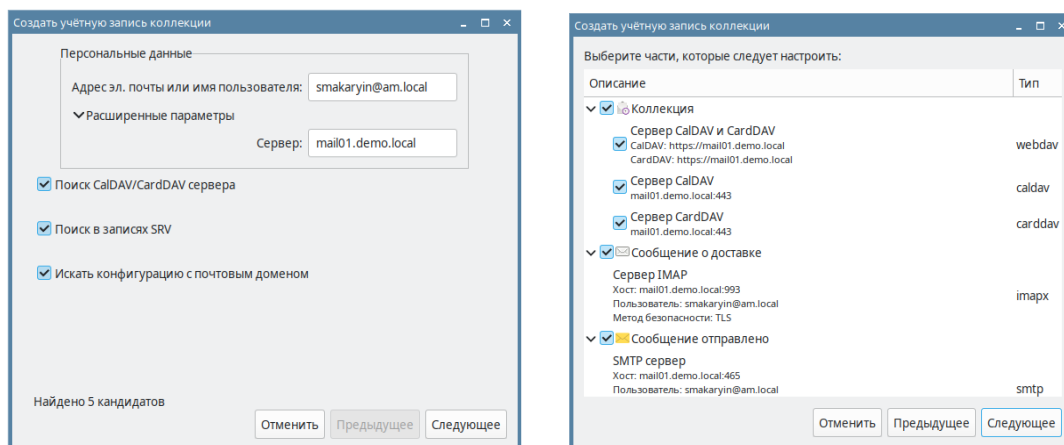 Создать учётную запись коллекции
Персональные данные
Адрес эл. почты или имя пользователя: smakaryin@am.local
Расширенные параметры
Сервер: mail01.demo.local
Поиск CalDAV/CardDAV сервера
Поиск в записях SRV
Искать конфигурацию с почтовым доменом
Найдено 5 кандидатов
Отменить Предыдущее Следующее
Создать учётную запись коллекции
Выберите части, которые следует настроить:
Описание Тип
Коллекция
Сервер CalDAV и CardDAV
CalDAV: https://mail01.demo.local webdav
CardDAV: https://mail01.demo.local
Сервер CalDAV caldav
mail01.demo.local:443
Сервер CardDAV carddav
mail01.demo.local:443
Сообщение о доставке
Сервер IMAP
Хост: mail01.demo.local:993 imapx
Пользователь: smakaryin@am.local
Метод безопасности: TLS
Сообщение отправлено
SMTP сервер
Хост: mail01.demo.local:465
Пользователь: smakaryin@am.local smtp
Отменить Предыдущее Следующее